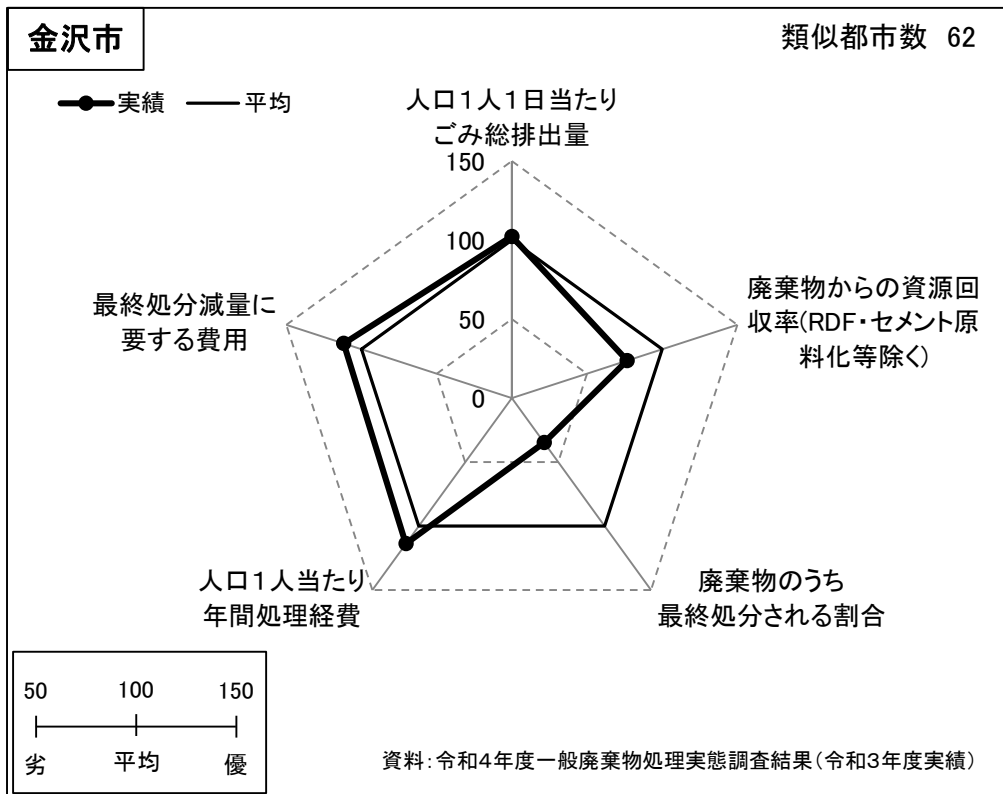 金沢市
類似都市数 62
実績 平均
人口1人1日当たり
ごみ総排出量
150
100
50
0
廃棄物からの資源回
収率(RDF・セメント原
料化等除く)
廃棄物のうち
最終処分される割合
人口1人当たり
年間処理経費
最終処分減量に
要する費用
50 100 150
劣 平均 優
資料:令和4年度一般廃棄物処理実態調査結果(令和3年度実績)